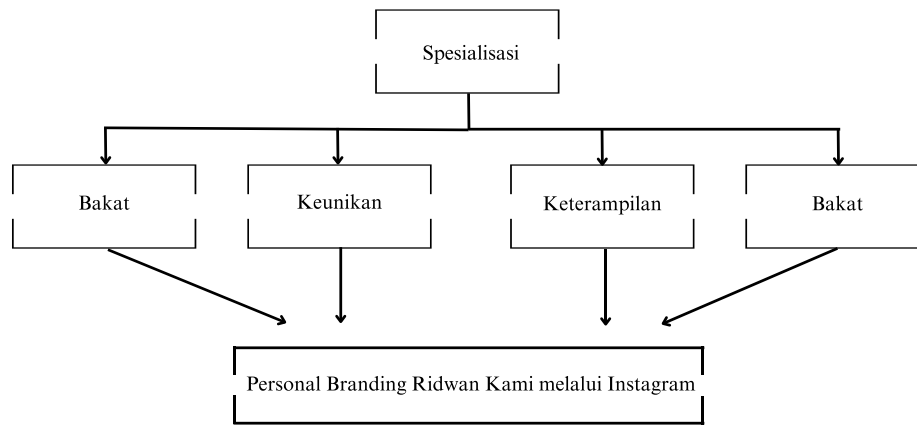 Spesialisasi
Bakat
Keunikan
Keterampilan
Bakat
Personal Branding Ridwan Kami melalui Instagram